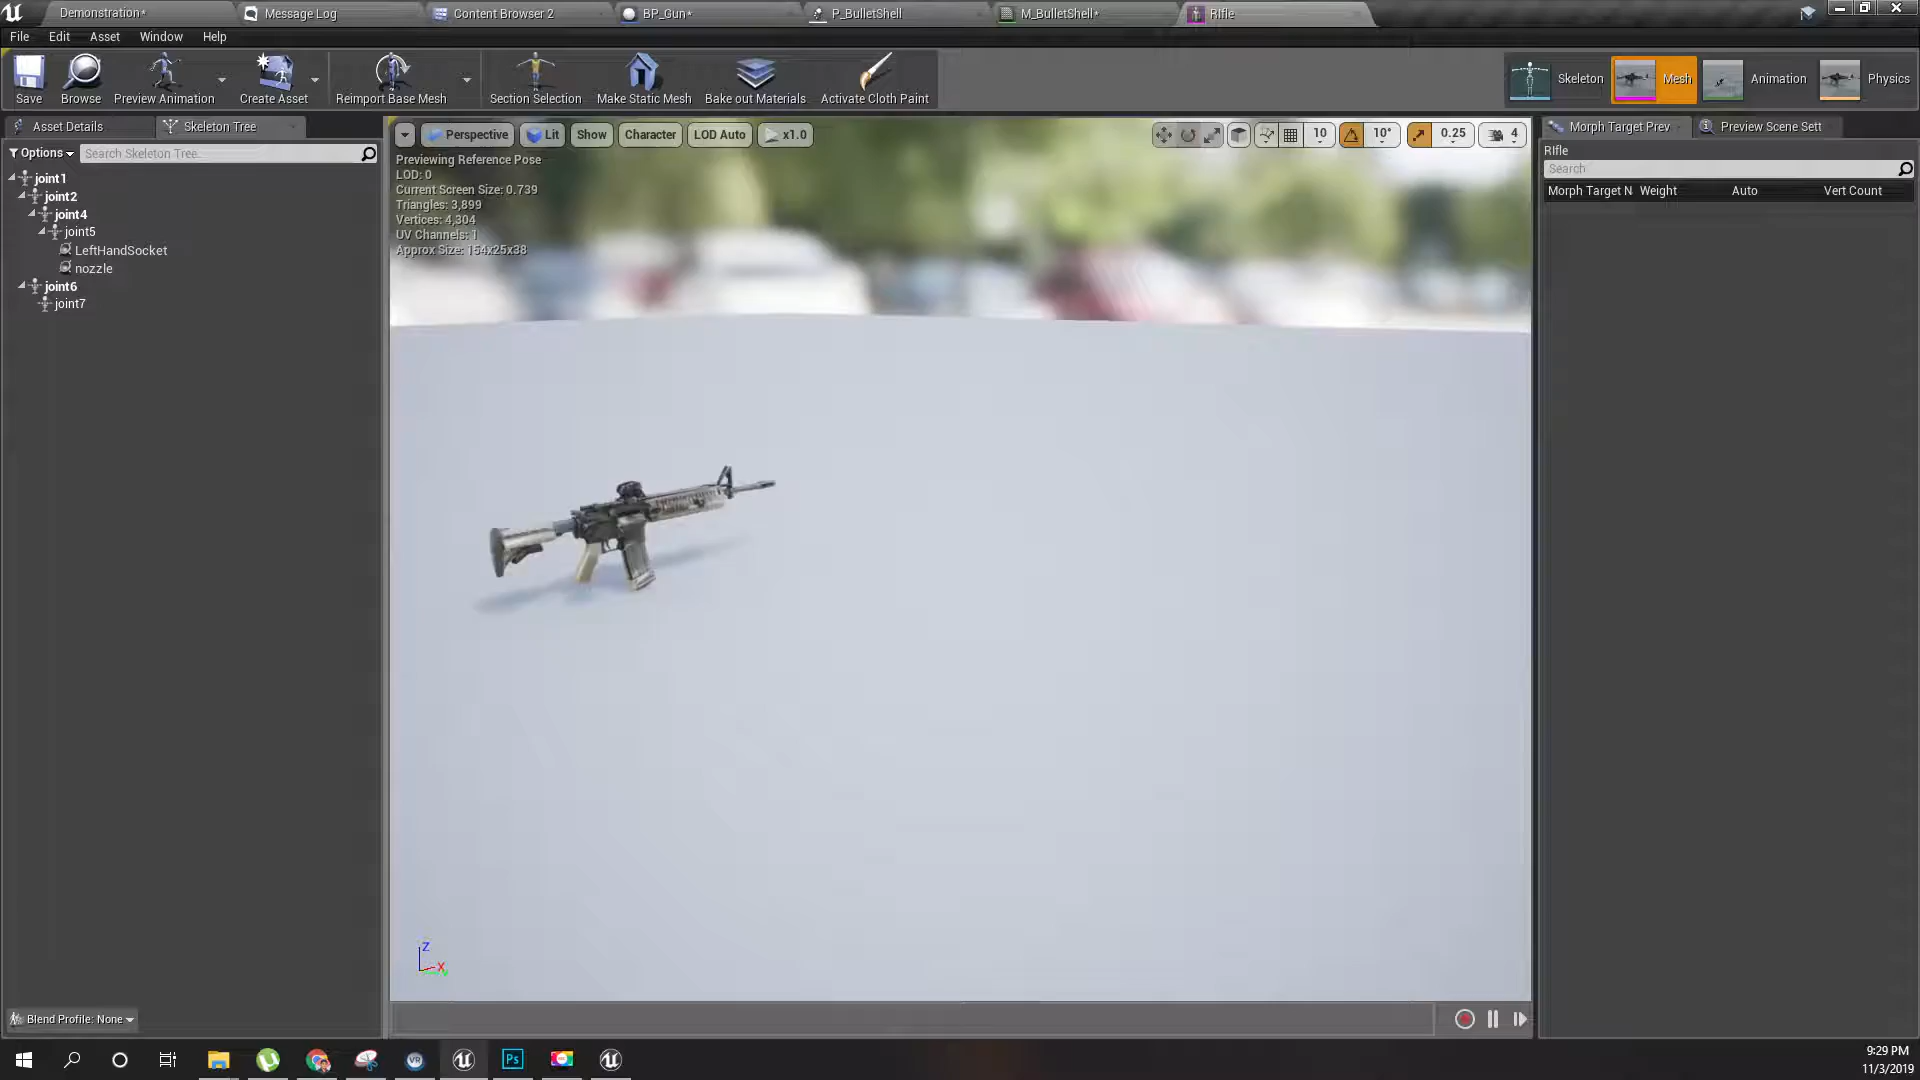 Demonstration*
Message Log
Content Browser 2
BP_Gun*
P_BulletShell
M_BulletShell*
RIfle
File Edit Asset Window Help
Save
Browse
Preview Animation
Create Asset
Reimport Base Mesh
Section Selection
Make Static Mesh
Bake out Materials
Activate Cloth Paint
Skeleton
Mesh
Animation
Physics
Asset Details
Skeleton Tree
Options
Search Skeleton Tree...
joint1
joint2
joint4
joint5
LeftHandSocket
nozzle
joint6
joint7
Blend Profile: None
Perspective Lit Show Character LOD Auto x1.0
10 10° 0.25 4
Previewing Reference Pose
LOD: 0
Current Screen Size: 0.739
Triangles: 3,899
Vertices: 4,304
UV Channels: 1
Approx Size: 154x25x38
Z
X
Morph Target Prev
Preview Scene Sett
RIfle
Search
Morph Target N Weight Auto Vert Count
VR
Ps
9:29 PM
11/3/2019